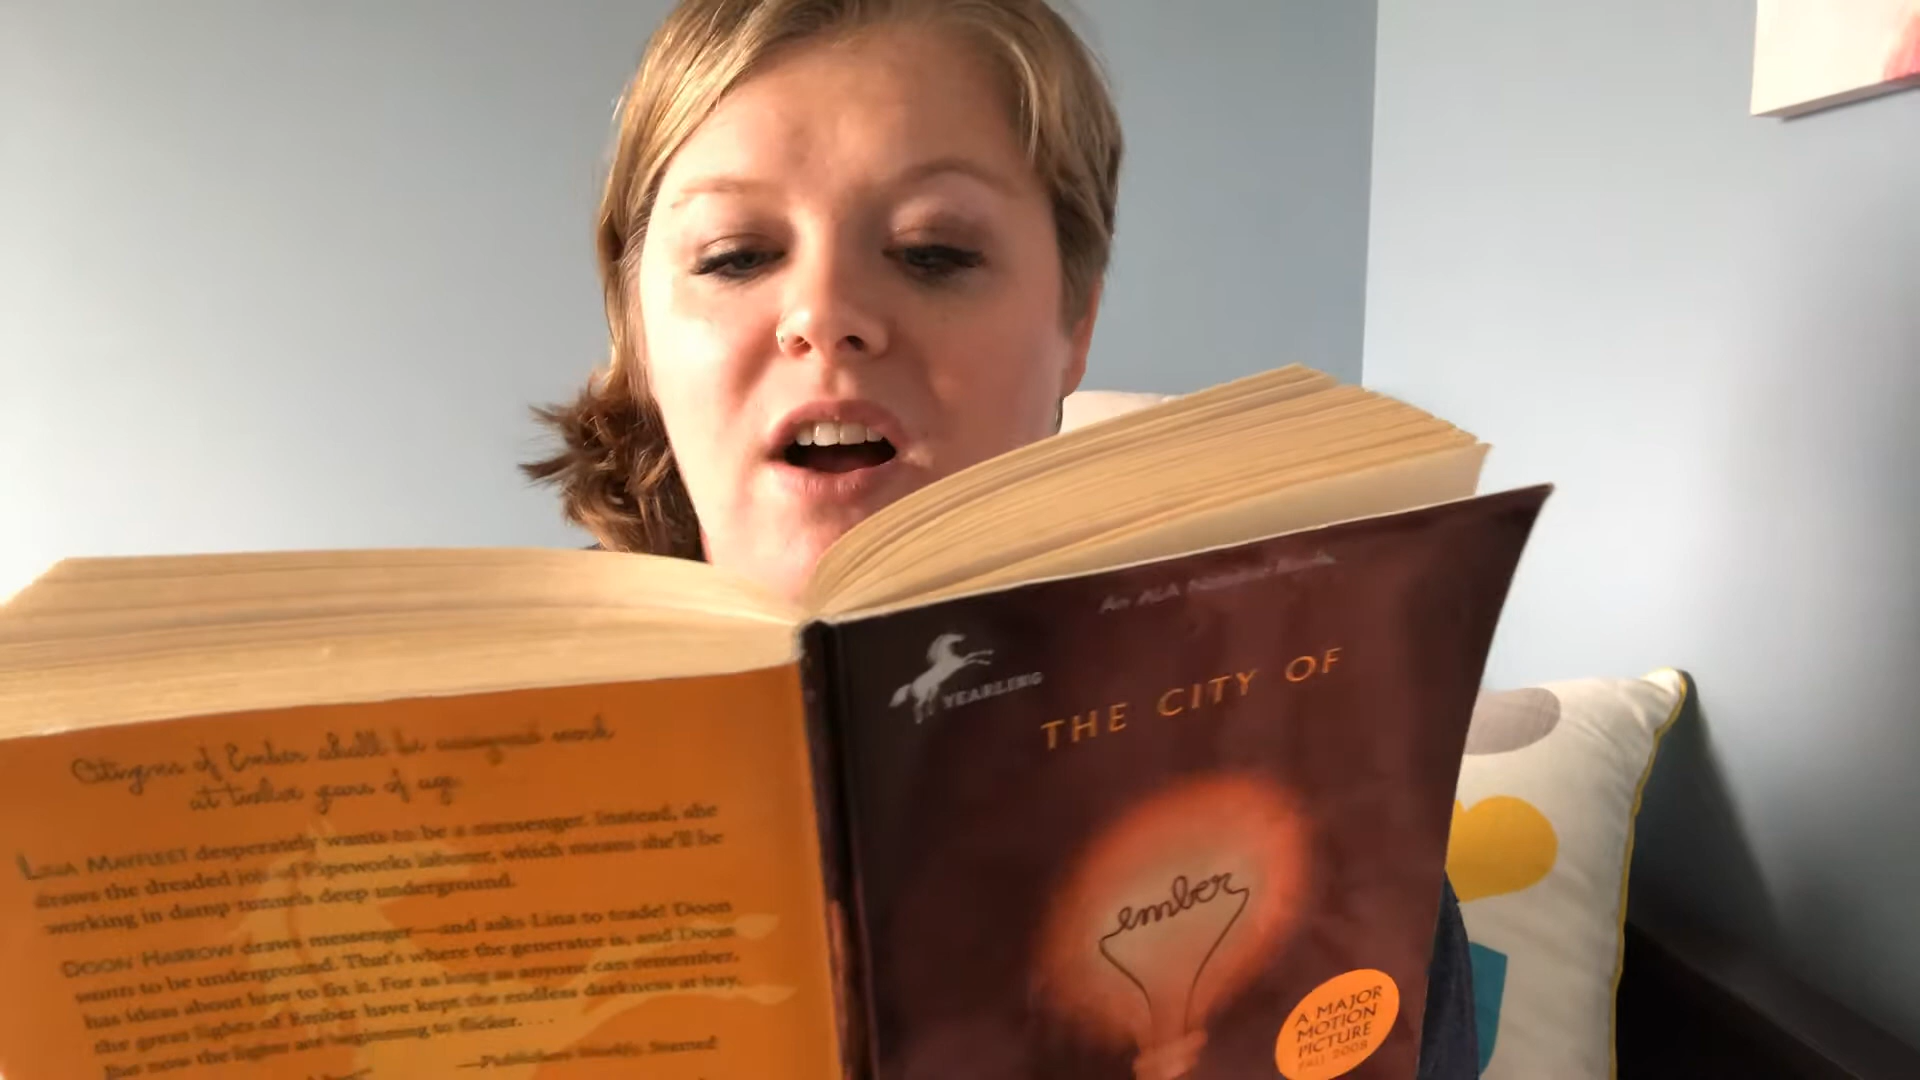 Citizens of Ember shall be assigned work
at twelve years of age.
LINA MAYFLEET desperately wants to be a messenger. Instead, she
draws the dreaded job of Pipeworks laborer, which means she'll be
working in damp tunnels deep underground.
DOON HARROW draws messenger—and asks Lina to trade! Doon
wants to be underground. That's where the generator is, and Doon
has ideas about how to fix it. For as long as anyone can remember,
the great lights of Ember have kept the endless darkness at bay,
but now the lights are beginning to flicker. . . .
—Publishers Weekly, Starred
An ALA Notable Book
YEARLING
THE CITY OF
ember
A MAJOR
MOTION
PICTURE
FALL 2008